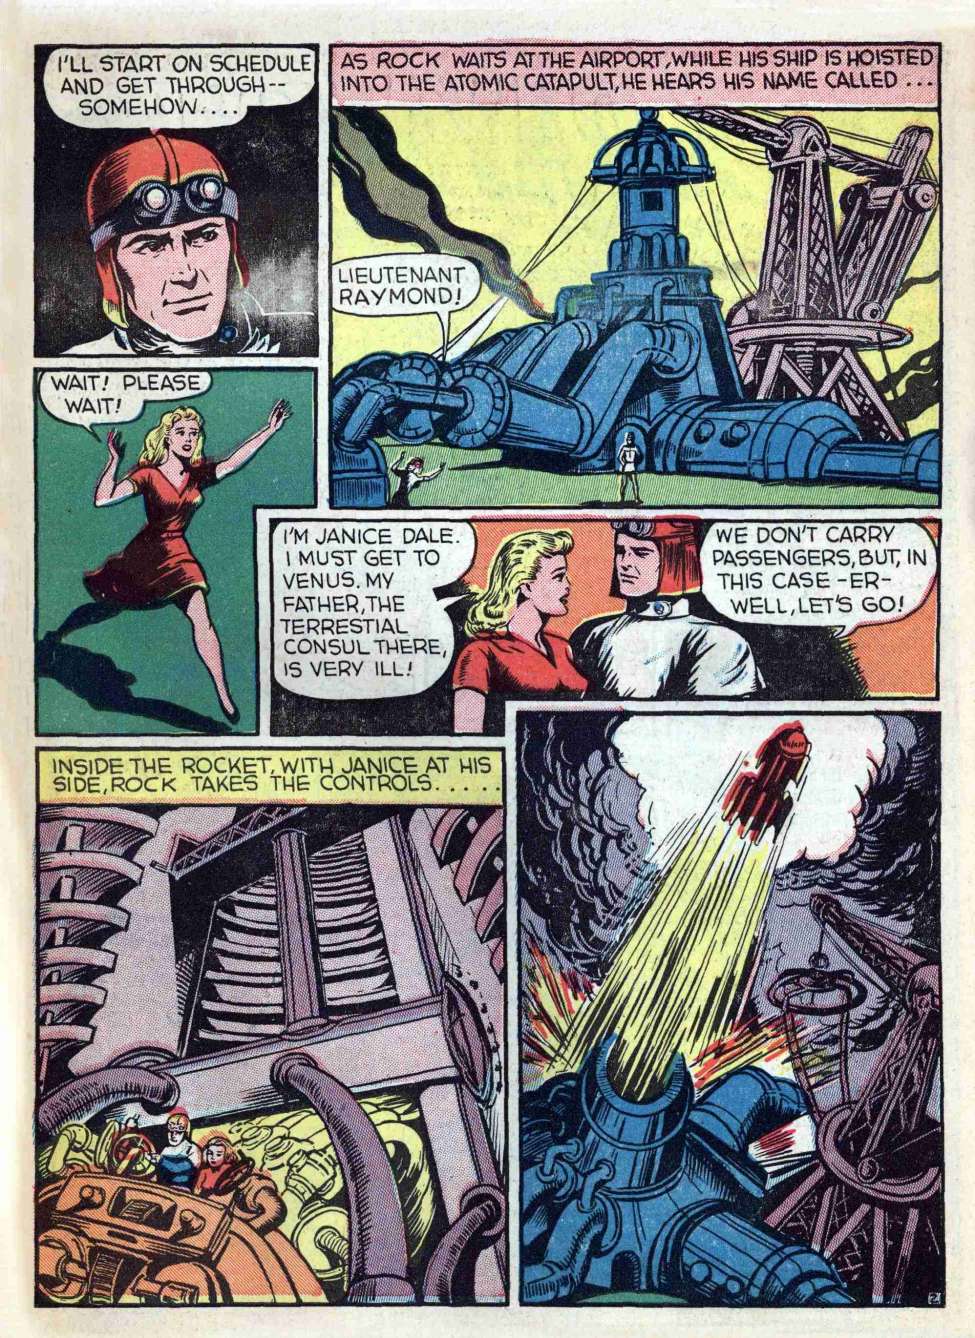 I'LL START ON SCHEDULE
AND GET THROUGH--
SOMEHOW....
AS ROCK WAITS AT THE AIRPORT, WHILE HIS SHIP IS HOISTED
INTO THE ATOMIC CATAPULT, HE HEARS HIS NAME CALLED ...
LIEUTENANT
RAYMOND!
WAIT! PLEASE
WAIT!
I'M JANICE DALE.
I MUST GET TO
VENUS. MY
FATHER, THE
TERRESTIAL
CONSUL THERE,
IS VERY ILL!
WE DON'T CARRY
PASSENGERS, BUT, IN
THIS CASE -ER-
WELL, LET'S GO!
INSIDE THE ROCKET, WITH JANICE AT HIS
SIDE, ROCK TAKES THE CONTROLS.....
2